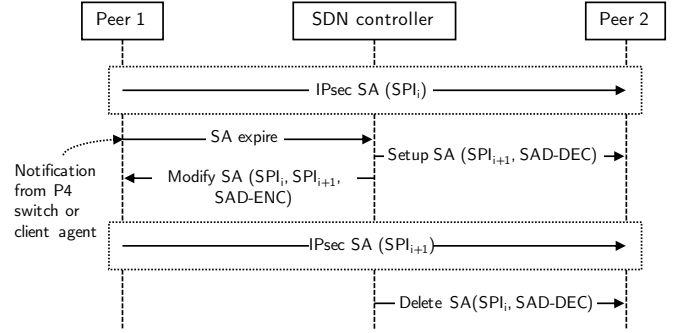 Peer 1
SDN controller
Peer 2
IPsec SA (SPIᵢ)
SA expire
Setup SA (SPIᵢ₊₁, SAD-DEC)
Notification
from P4
switch or
client agent
Modify SA (SPIᵢ, SPIᵢ₊₁,
SAD-ENC)
IPsec SA (SPIᵢ₊₁)
Delete SA(SPIᵢ, SAD-DEC)